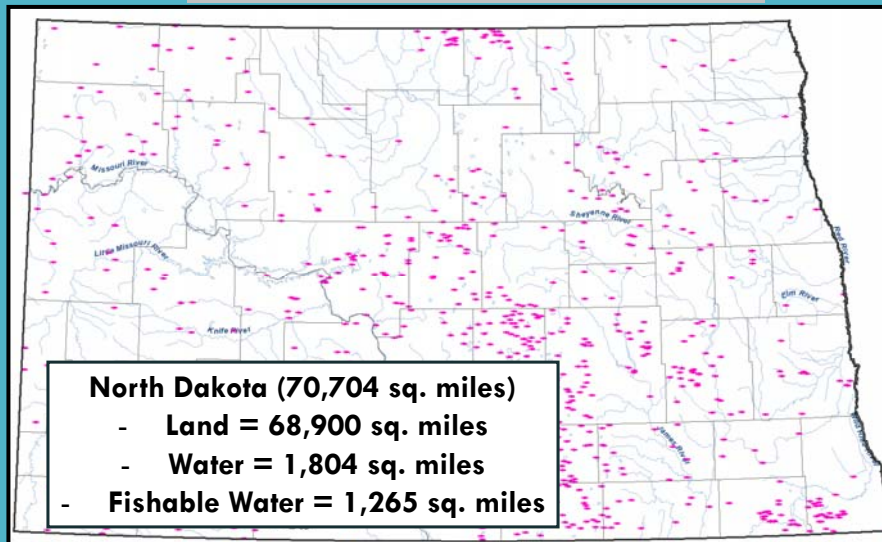 Missouri River
Sheyenne River
Red River
Little Missouri River
Elm River
Knife River
North Dakota (70,704 sq. miles)
- Land = 68,900 sq. miles
- Water = 1,804 sq. miles
- Fishable Water = 1,265 sq. miles
James River